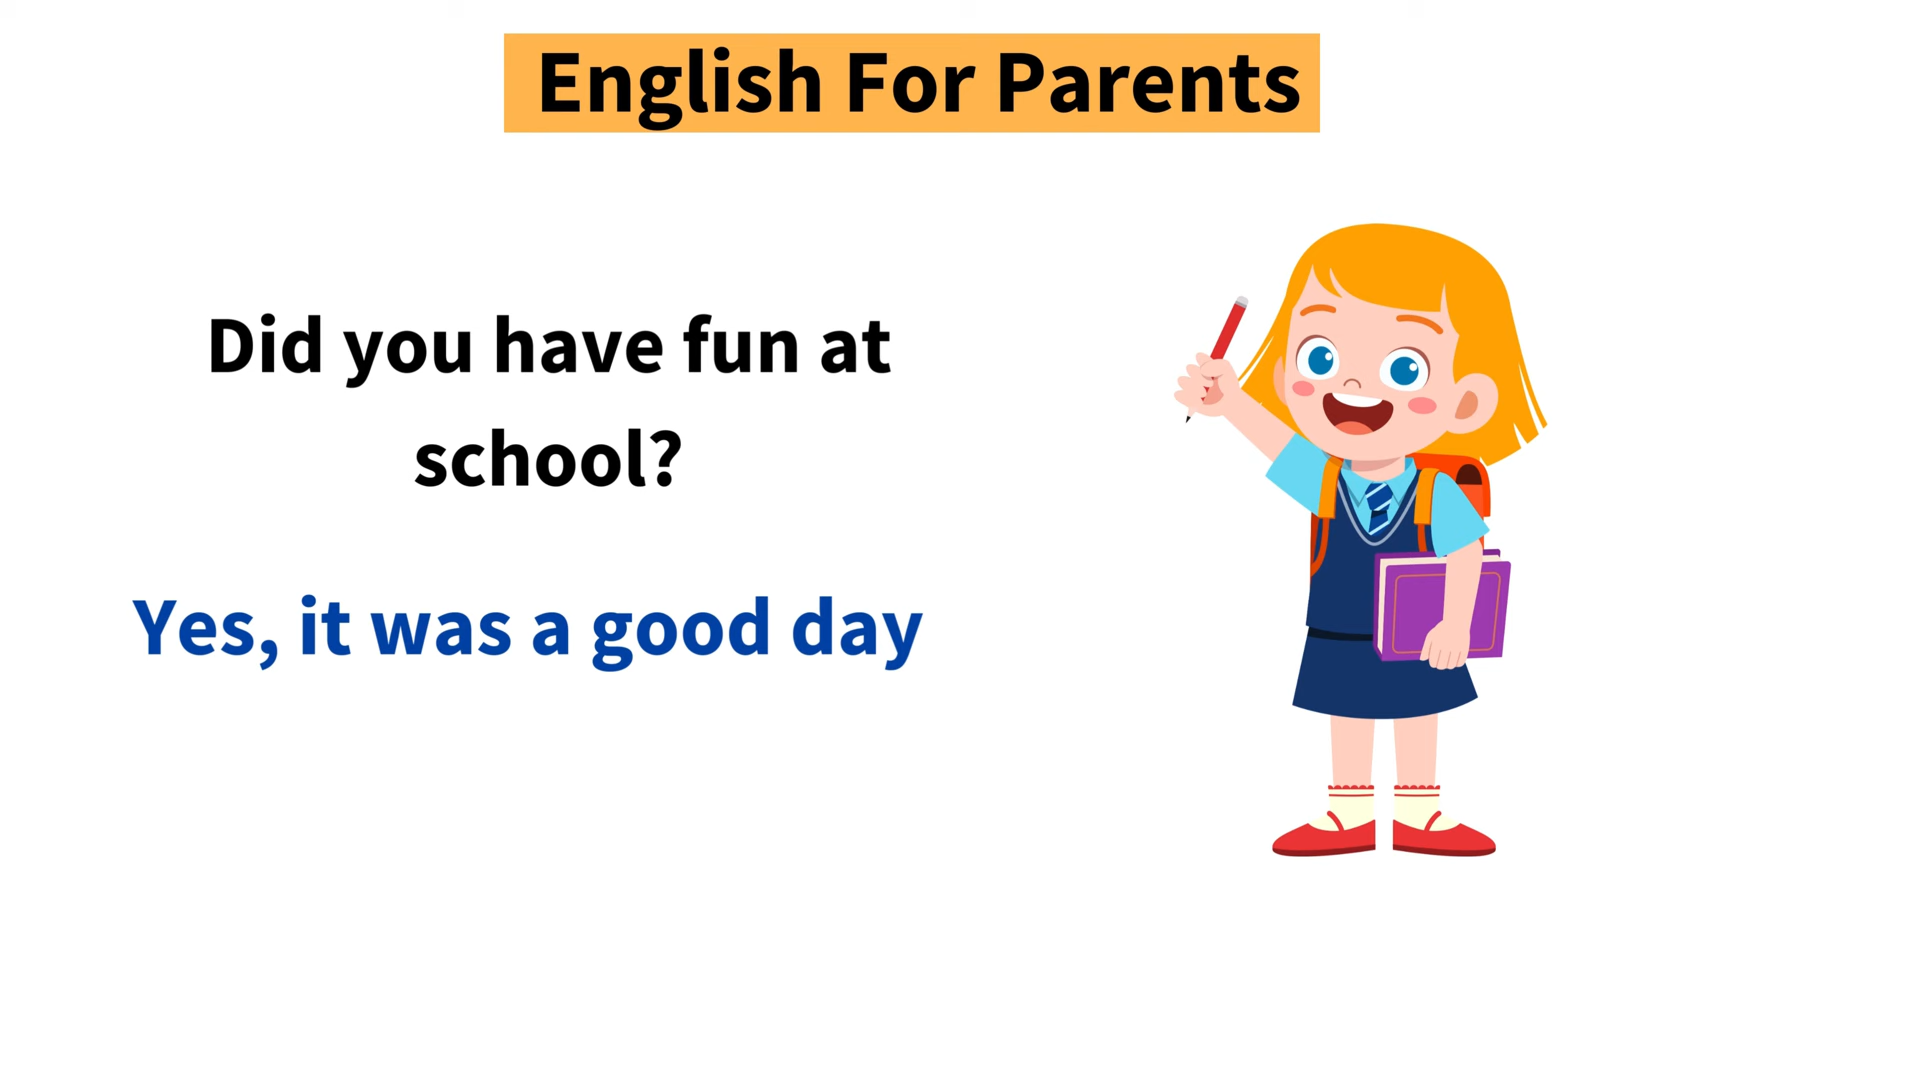 English For Parents
Did you have fun at
school?
Yes, it was a good day